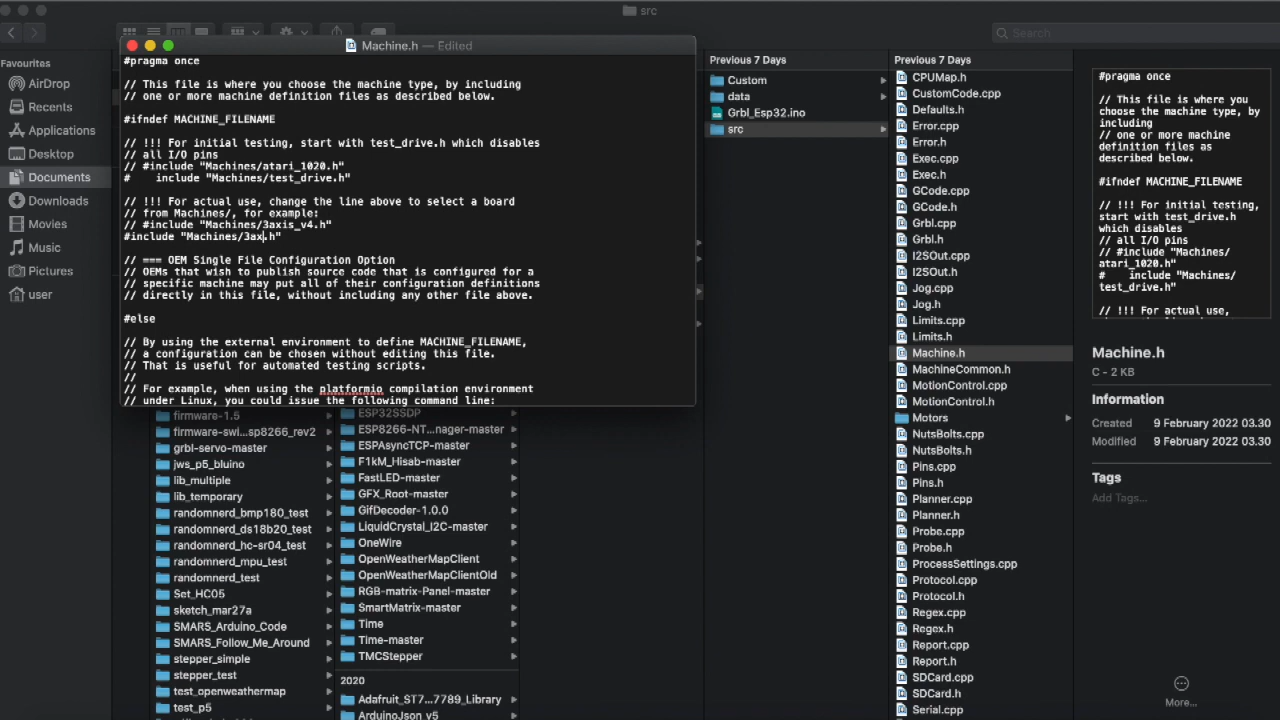 src
Search
Machine.h — Edited
#pragma once
// This file is where you choose the machine type, by including
// one or more machine definition files as described below.
#ifndef MACHINE_FILENAME
// !!! For initial testing, start with test_drive.h which disables
// all I/O pins
// #include "Machines/atari_1020.h"
#    include "Machines/test_drive.h"
// !!! For actual use, change the line above to select a board
// from Machines/, for example:
// #include "Machines/3axis_v4.h"
#include "Machines/3ax.h"
// === OEM Single File Configuration Option
// OEMs that wish to publish source code that is configured for a
// specific machine may put all of their configuration definitions
// directly in this file, without including any other file above.
#else
// By using the external environment to define MACHINE_FILENAME,
// a configuration can be chosen without editing this file.
// That is useful for automated testing scripts.
//
// For example, when using the platformio compilation environment
// under Linux, you could issue the following command line:
Favourites
AirDrop
Recents
Applications
Desktop
Documents
Downloads
Movies
Music
Pictures
user
firmware-1.5
firmware-swi...sp8266_rev2
grbl-servo-master
jws_p5_bluino
lib_multiple
lib_temporary
randomnerd_bmp180_test
randomnerd_ds18b20_test
randomnerd_hc-sr04_test
randomnerd_mpu_test
randomnerd_test
Set_HC05
sketch_mar27a
SMARS_Arduino_Code
SMARS_Follow_Me_Around
stepper_simple
stepper_test
test_openweathermap
test_p5
ESP32SSDP
ESP8266-NT...nager-master
ESPAsyncTCP-master
F1kM_Hisab-master
FastLED-master
GFX_Root-master
GifDecoder-1.0.0
LiquidCrystal_I2C-master
OneWire
OpenWeatherMapClient
OpenWeatherMapClientOld
RGB-matrix-Panel-master
SmartMatrix-master
Time
Time-master
TMCStepper
2020
Adafruit_ST7...7789_Library
ArduinoJson_v5
Previous 7 Days
Custom
data
Grbl_Esp32.ino
src
Previous 7 Days
CPUMap.h
CustomCode.cpp
Defaults.h
Error.cpp
Error.h
Exec.cpp
Exec.h
GCode.cpp
GCode.h
Grbl.cpp
Grbl.h
I2SOut.cpp
I2SOut.h
Jog.cpp
Jog.h
Limits.cpp
Limits.h
Machine.h
MachineCommon.h
MotionControl.cpp
MotionControl.h
Motors
NutsBolts.cpp
NutsBolts.h
Pins.cpp
Pins.h
Planner.cpp
Planner.h
Probe.cpp
Probe.h
ProcessSettings.cpp
Protocol.cpp
Protocol.h
Regex.cpp
Regex.h
Report.cpp
Report.h
SDCard.cpp
SDCard.h
Serial.cpp
#pragma once
// This file is where you
choose the machine type, by
including
// one or more machine
definition files as
described below.
#ifndef MACHINE_FILENAME
// !!! For initial testing,
start with test_drive.h
which disables
// all I/O pins
// #include "Machines/
atari_1020.h"
#    include "Machines/
test_drive.h"
// !!! For actual use,
Machine.h
C - 2 KB
Information
Created 9 February 2022 03.30
Modified 9 February 2022 03.30
Tags
Add Tags...
More...